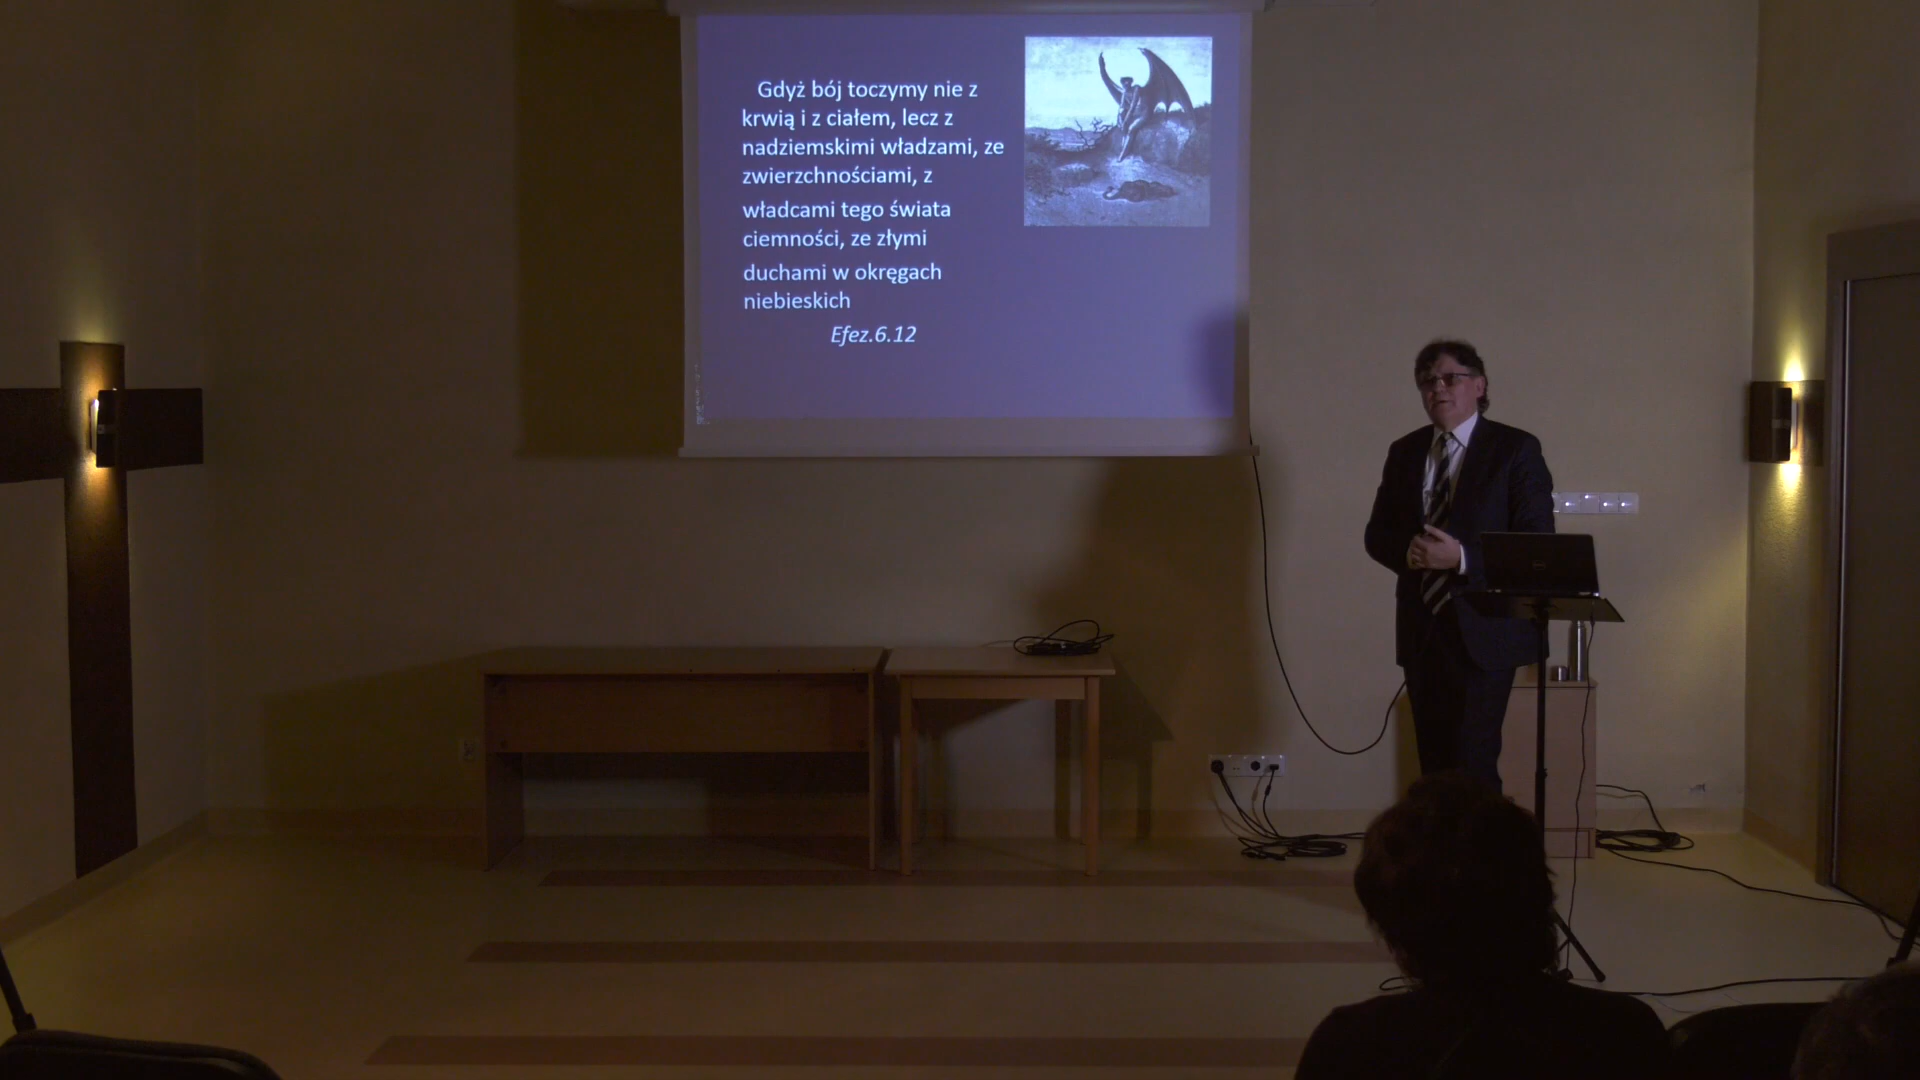 Gdyż bój toczymy nie z
krwią i z ciałem, lecz z
nadziemskimi władzami, ze
zwierzchnościami, z
władcami tego świata
ciemności, ze złymi
duchami w okręgach
niebieskich
Efez.6.12